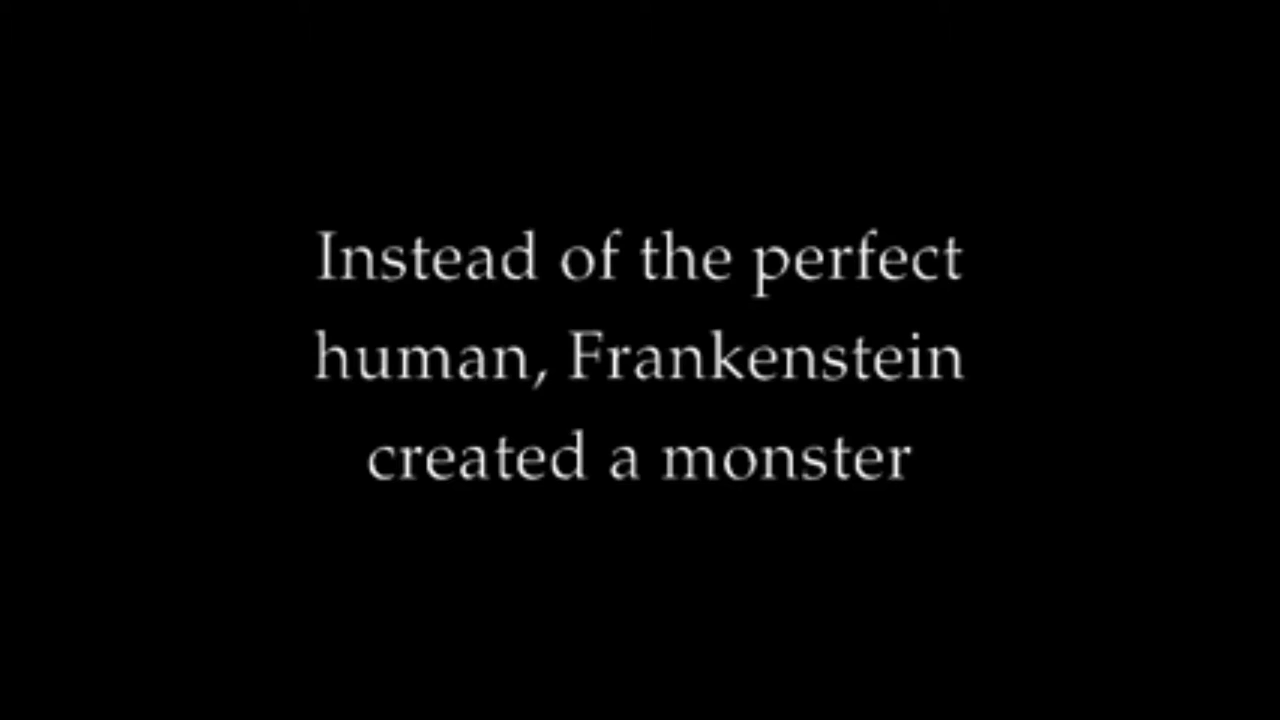 Instead of the perfect
human, Frankenstein
created a monster